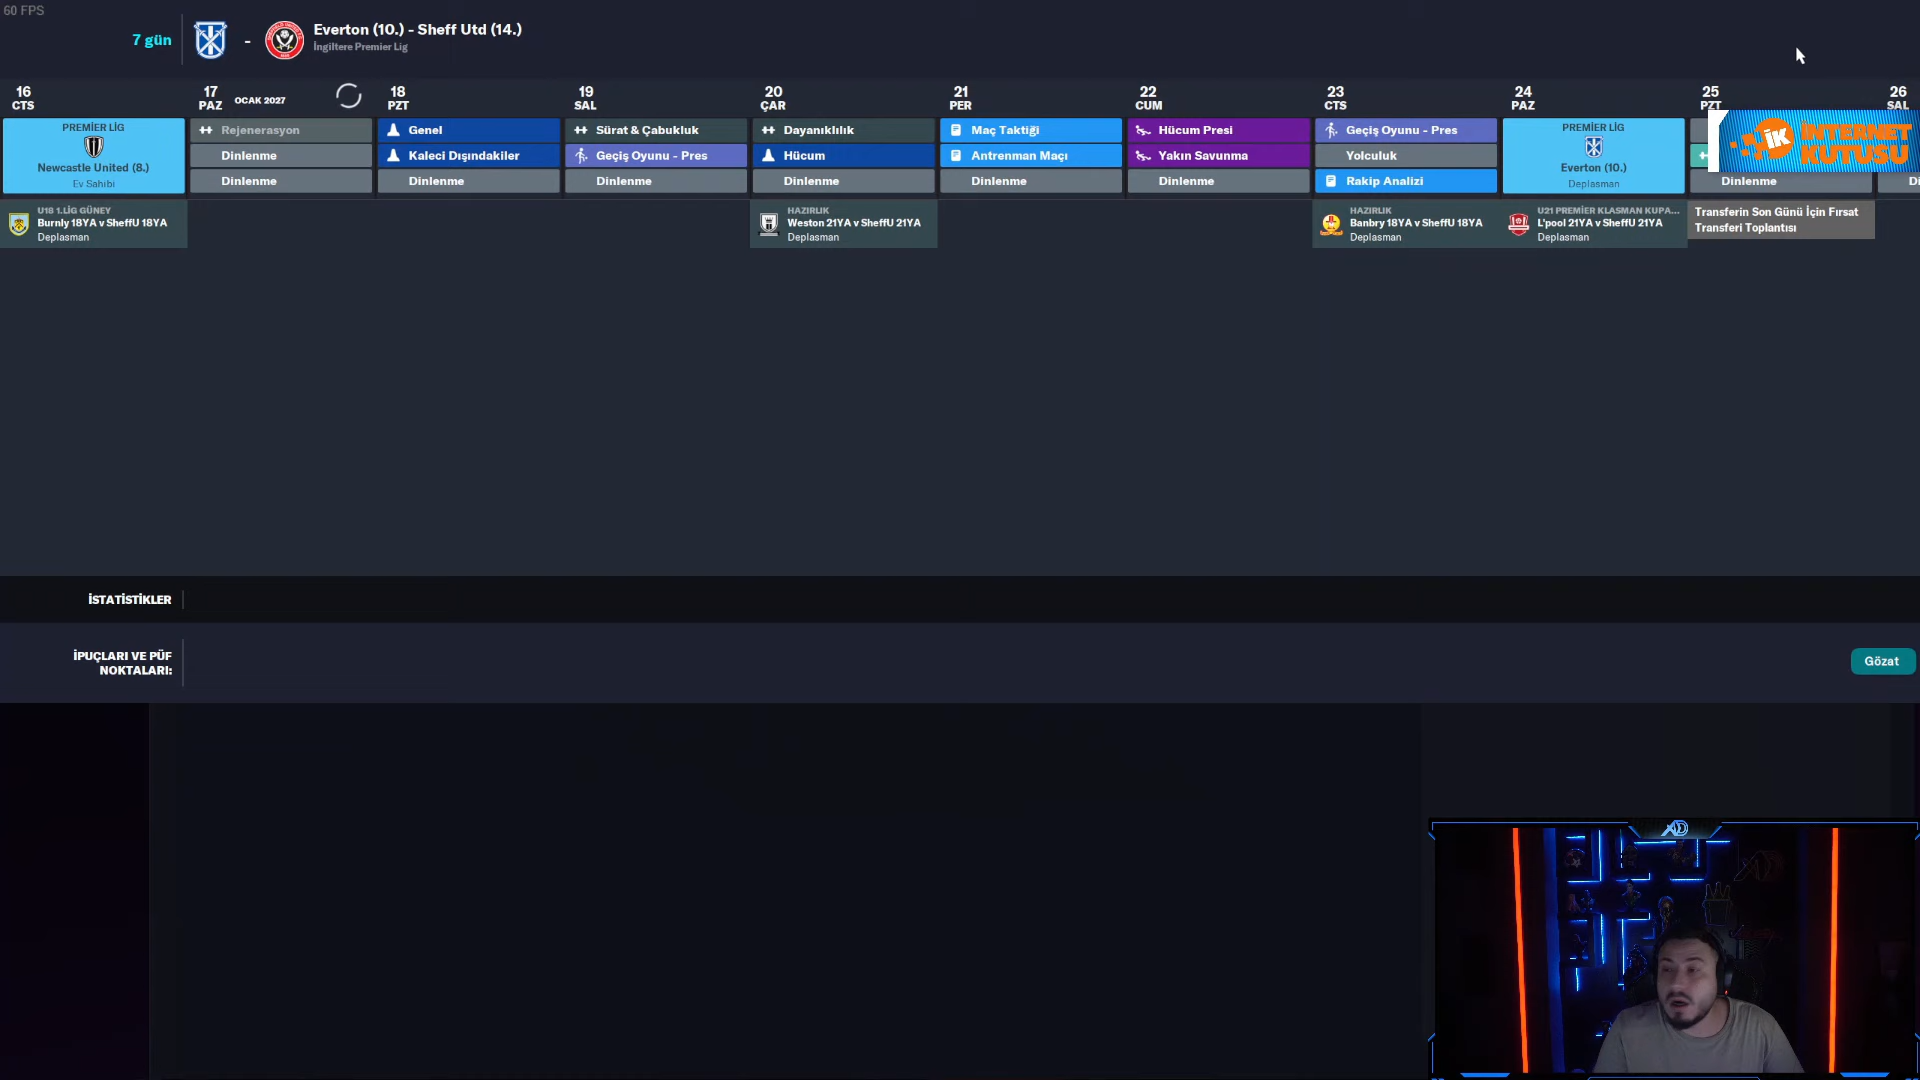 60 FPS
7 gün
-
Everton (10.) - Sheff Utd (14.)
İngiltere Premier Lig
16
CTS
17
PAZ
OCAK 2027
18
PZT
19
SAL
20
ÇAR
21
PER
22
CUM
23
CTS
24
PAZ
25
PZT
26
SAL
PREMİER LİG
Newcastle United (8.)
Ev Sahibi
Rejenerasyon
Dinlenme
Dinlenme
Genel
Kaleci Dışındakiler
Dinlenme
Sürat & Çabukluk
Geçiş Oyunu - Pres
Dinlenme
Dayanıklılık
Hücum
Dinlenme
Maç Taktiği
Antrenman Maçı
Dinlenme
Hücum Presi
Yakın Savunma
Dinlenme
Geçiş Oyunu - Pres
Yolculuk
Rakip Analizi
PREMİER LİG
Everton (10.)
Deplasman
Dinlenme
Di
iK İNTERNET
KUTUSU
U18 1.LİG GÜNEY
Burnly 18YA v SheffU 18YA
Deplasman
HAZIRLIK
Weston 21YA v SheffU 21YA
Deplasman
HAZIRLIK
Banbry 18YA v SheffU 18YA
Deplasman
U21 PREMİER KLASMAN KUPA...
L'pool 21YA v SheffU 21YA
Deplasman
Transferin Son Günü İçin Fırsat
Transferi Toplantısı
İSTATİSTİKLER
İPUÇLARI VE PÜF
NOKTALARI:
Gözat